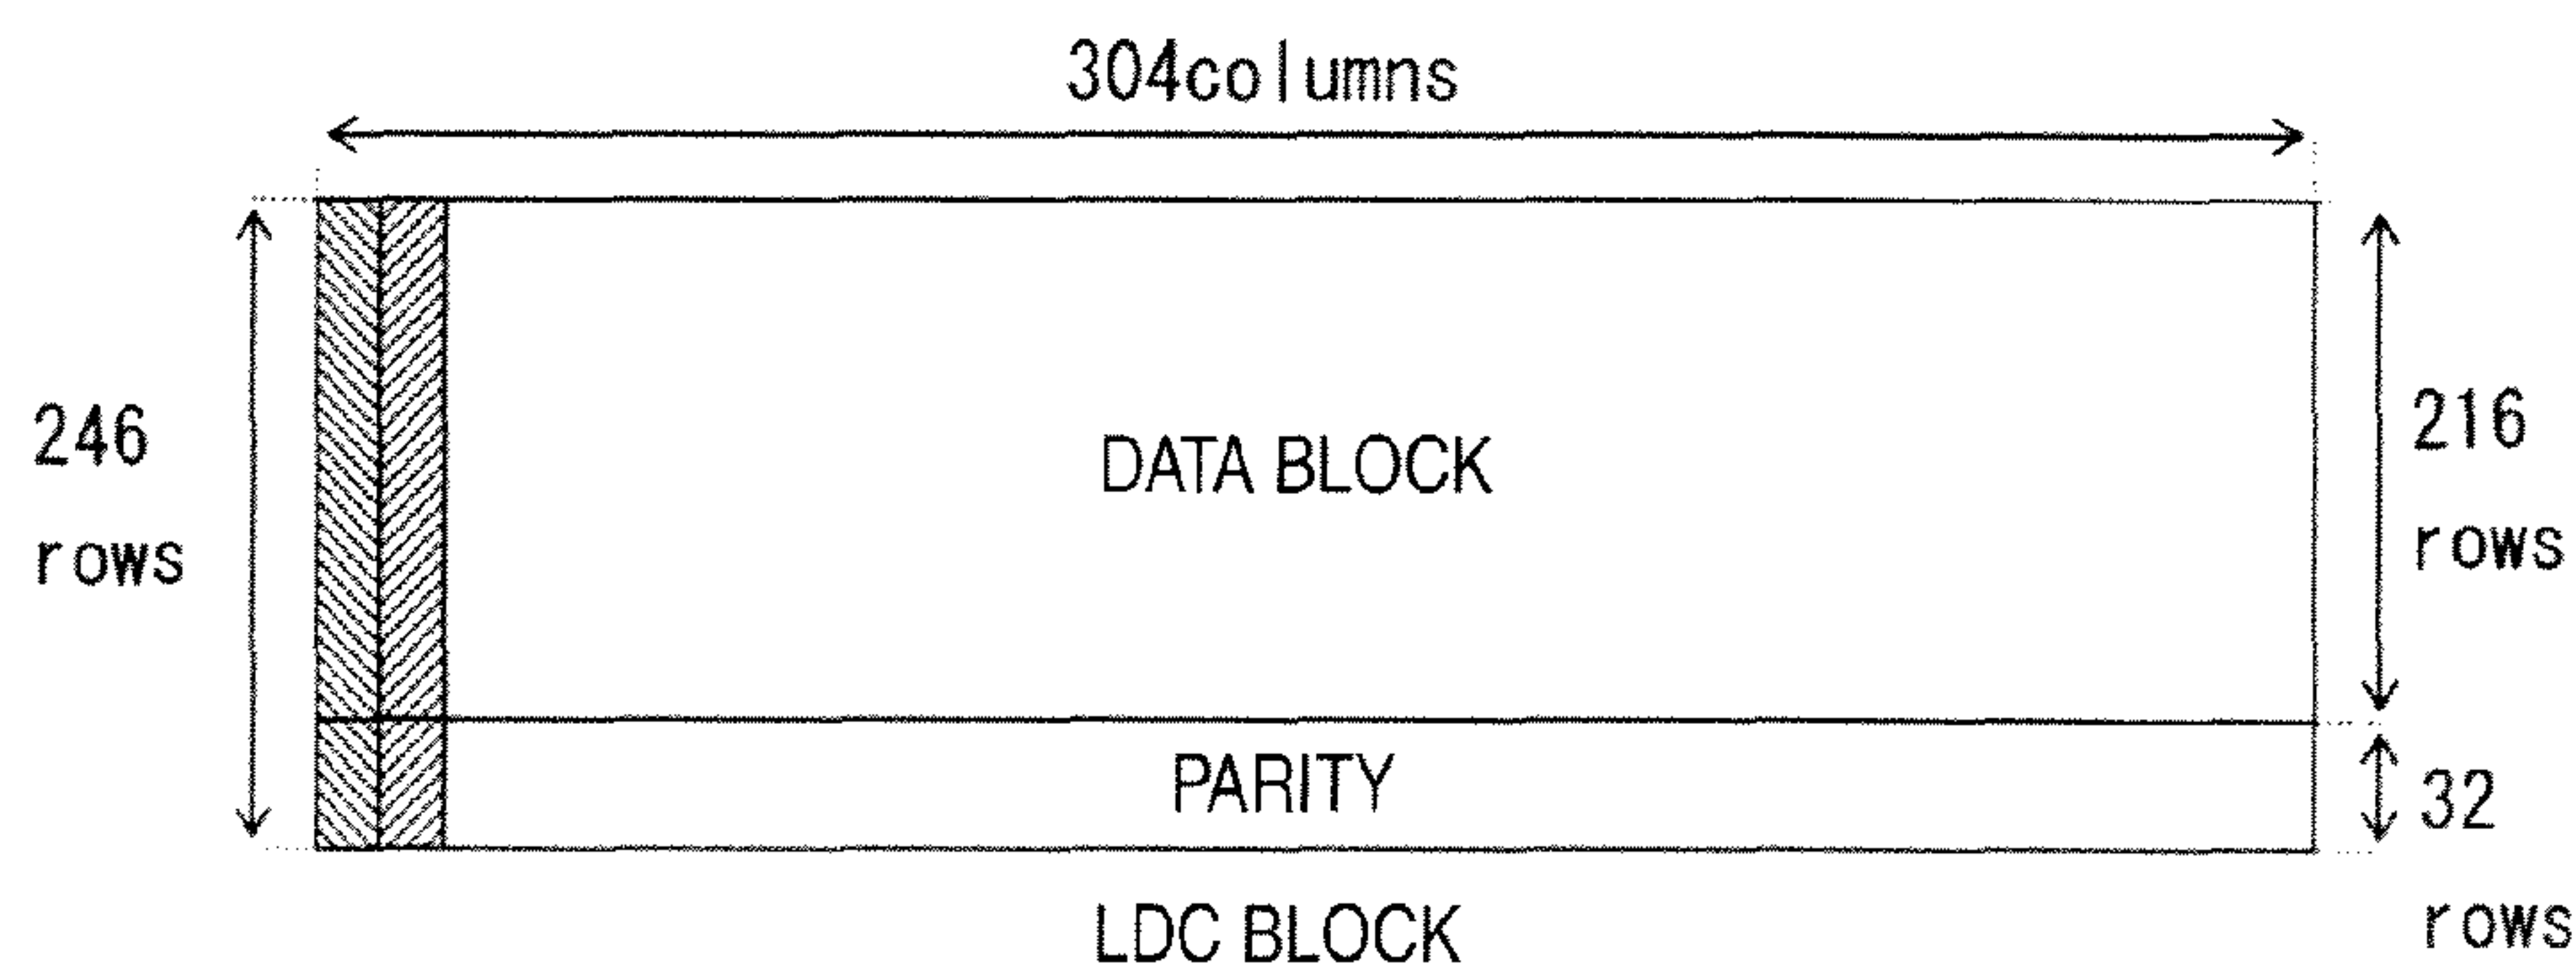 304columns
246
rows
DATA BLOCK
216
rows
PARITY
32
rows
LDC BLOCK